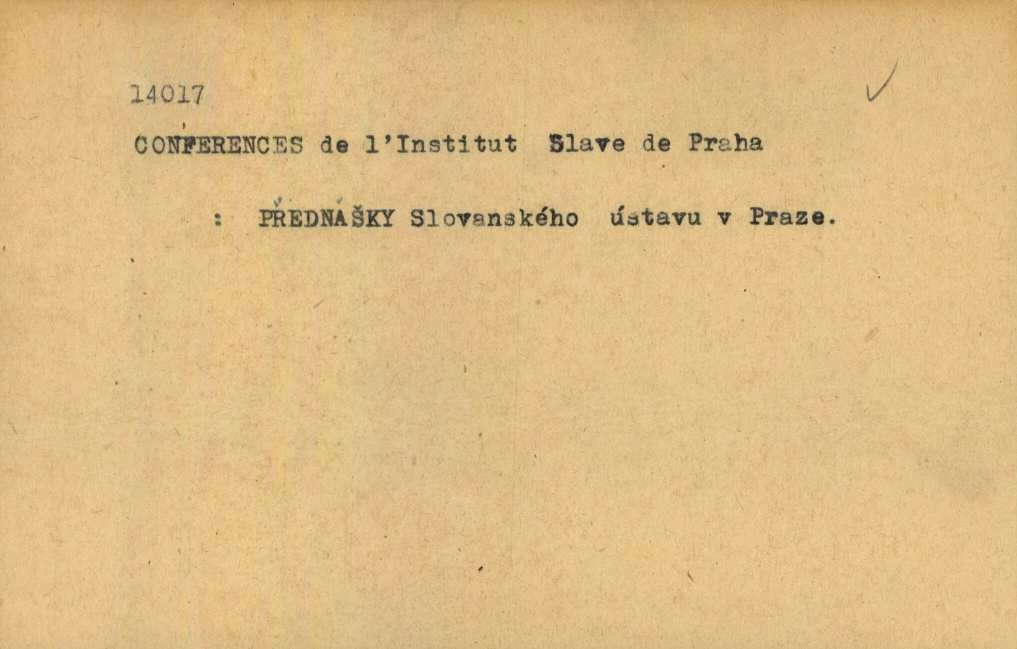 14017
CONFERENCES de l'Institut Slave de Praha
: PŘEDNÁŠKY Slovanského ústavu v Praze.